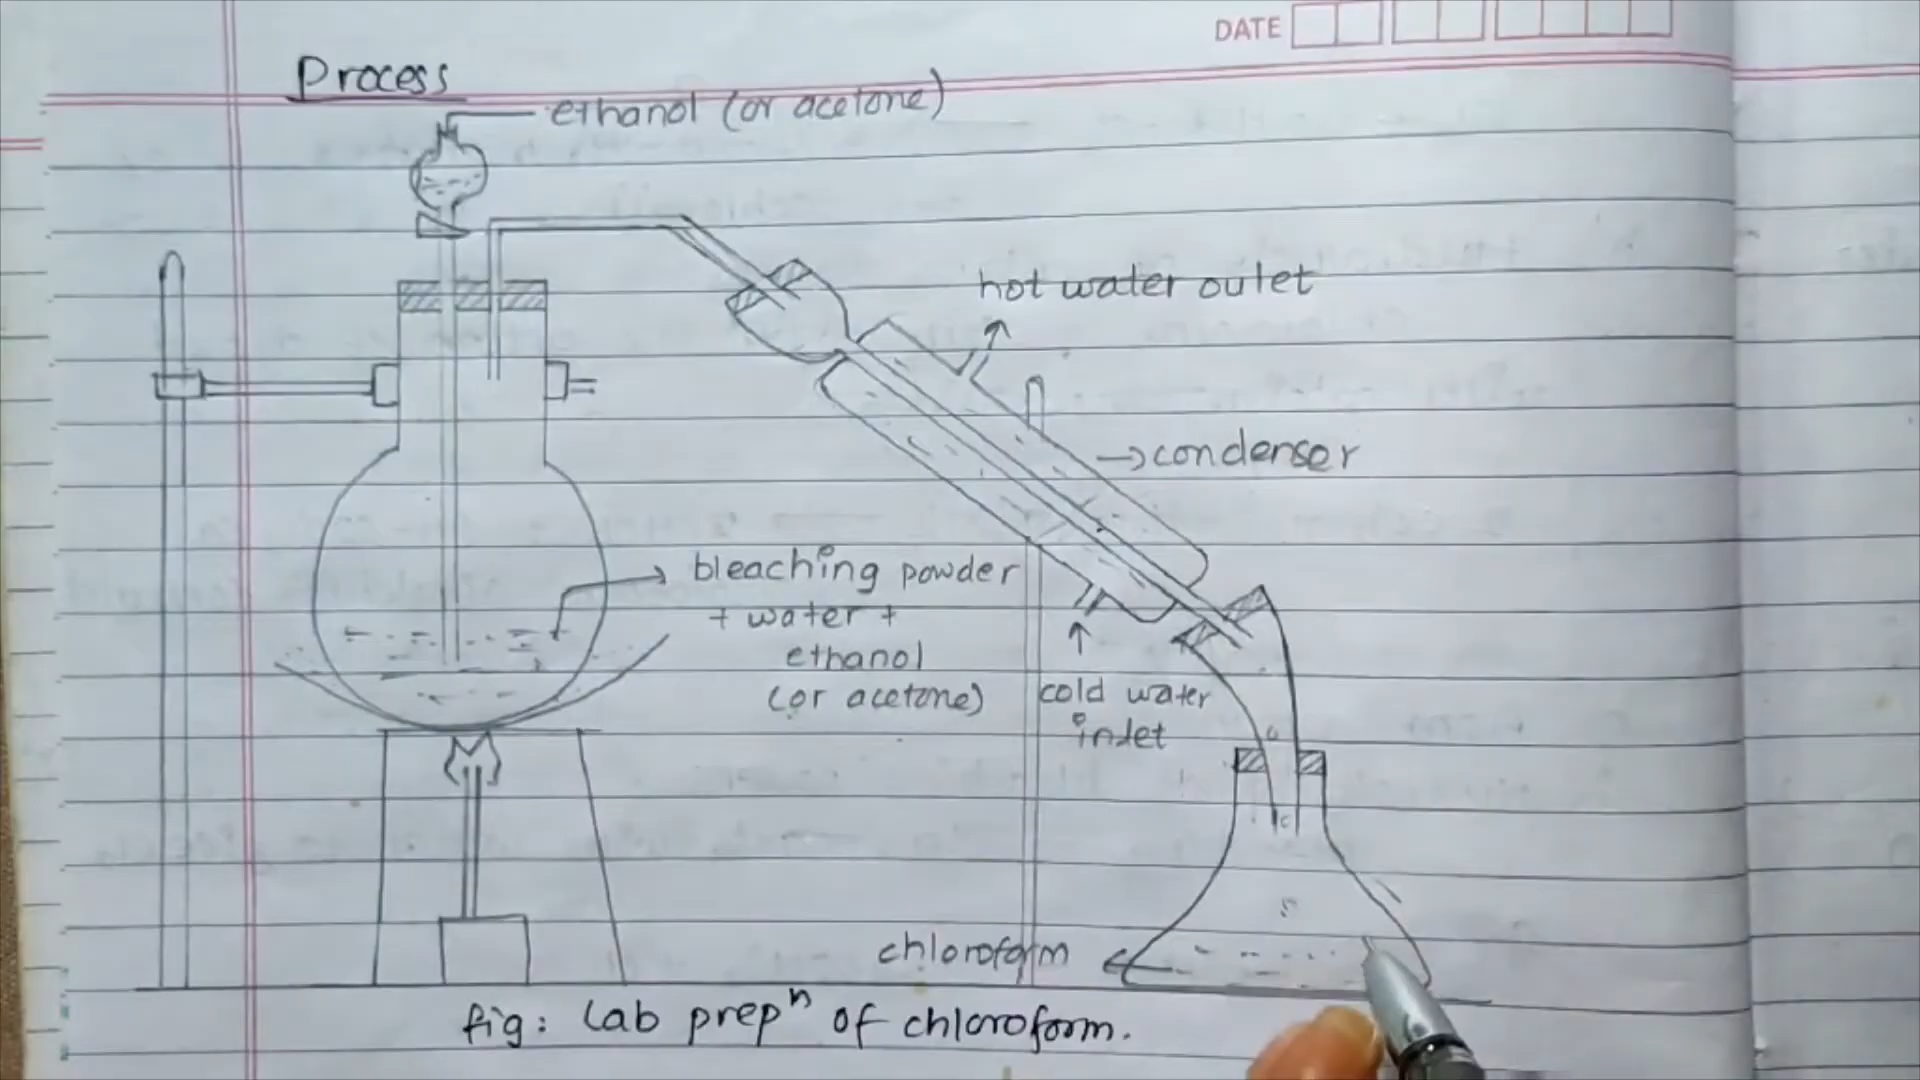 DATE
Process
ethanol (or acetone)
hot water oulet
→condenser
bleaching powder
+ water +
ethanol
(or acetone)
cold water
inlet
chloroform
fig: Lab prepⁿ of chloroform.